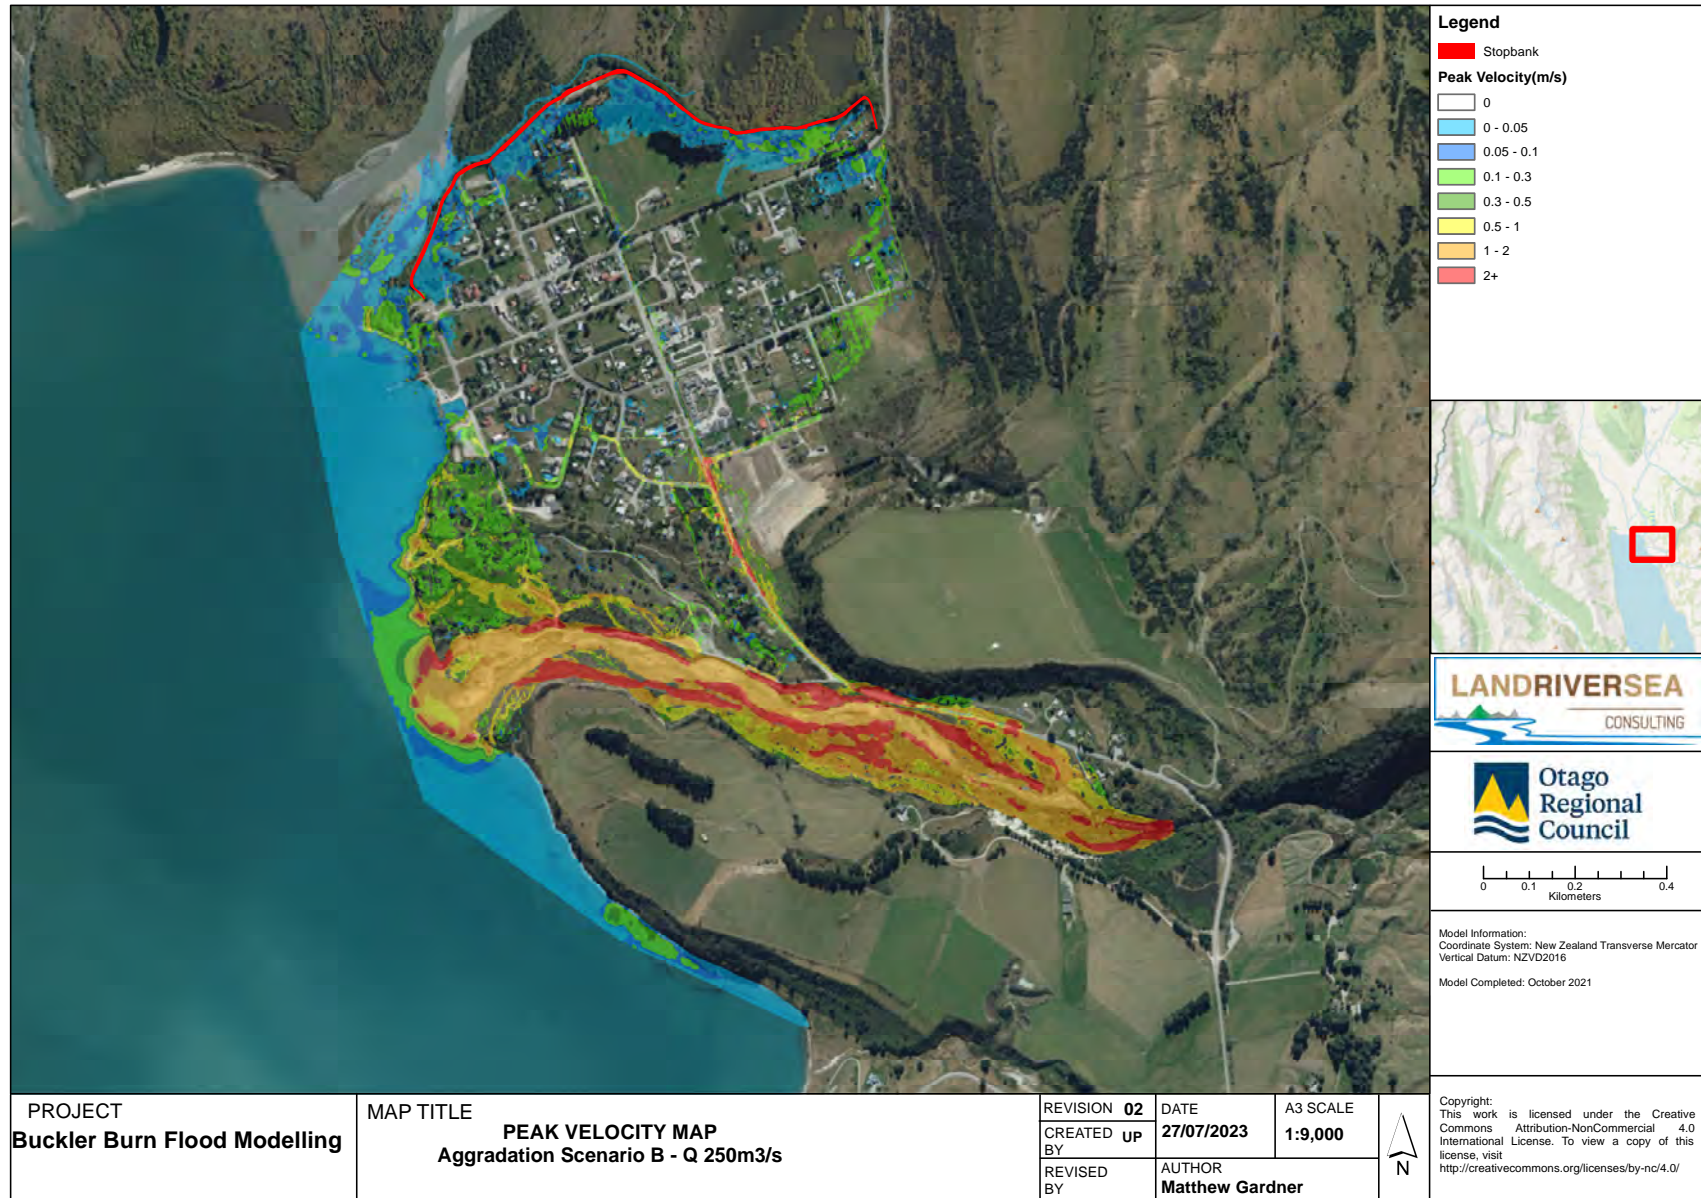 Legend
Stopbank
Peak Velocity(m/s)
0
0 - 0.05
0.05 - 0.1
0.1 - 0.3
0.3 - 0.5
0.5 - 1
1 - 2
2+
LANDRIVERSEA
CONSULTING
Otago
Regional
Council
0 0.1 0.2 0.4
Kilometers
Model Information:
Coordinate System: New Zealand Transverse Mercator
Vertical Datum: NZVD2016
Model Completed: October 2021
Copyright:
This work is licensed under the Creative
Commons Attribution-NonCommercial 4.0
International License. To view a copy of this
license, visit
http://creativecommons.org/licenses/by-nc/4.0/
PROJECT
Buckler Burn Flood Modelling
MAP TITLE
PEAK VELOCITY MAP
Aggradation Scenario B - Q 250m3/s
REVISION 02
CREATED BY UP
REVISED BY
DATE
27/07/2023
A3 SCALE
1:9,000
AUTHOR
Matthew Gardner
N